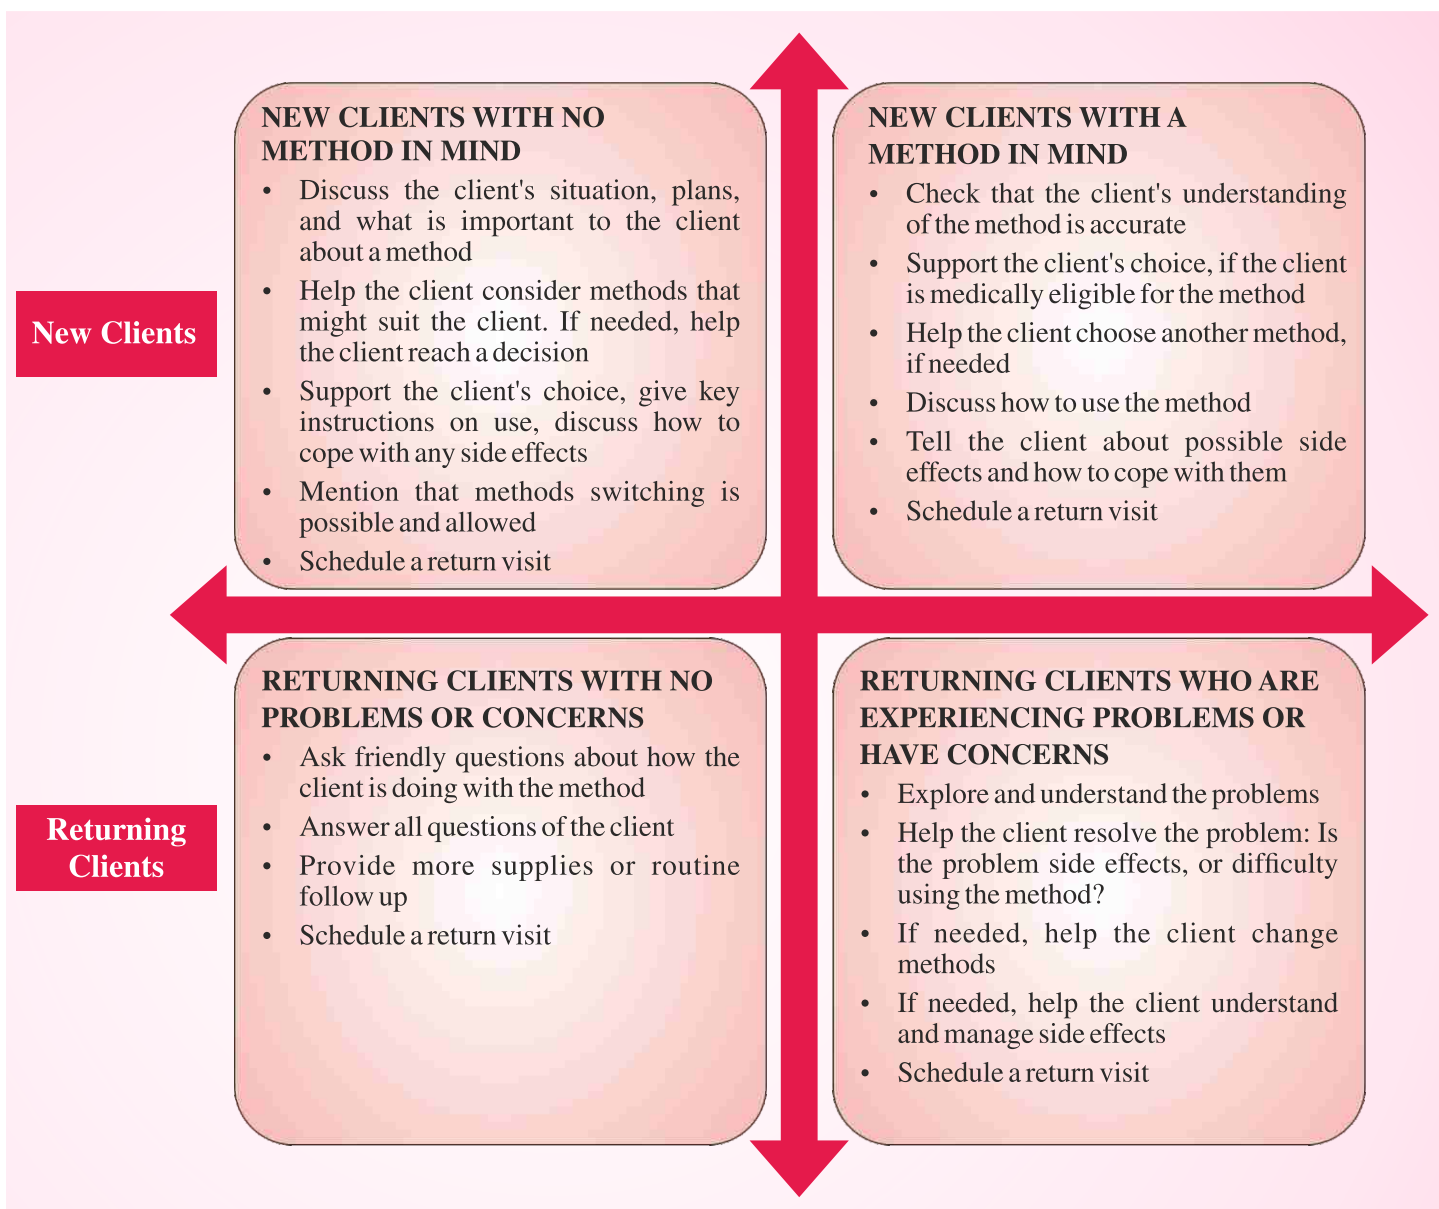 NEW CLIENTS WITH NO
METHOD IN MIND
• Discuss the client's situation, plans,
and what is important to the client
about a method
• Help the client consider methods that
might suit the client. If needed, help
the client reach a decision
• Support the client's choice, give key
instructions on use, discuss how to
cope with any side effects
• Mention that methods switching is
possible and allowed
• Schedule a return visit
NEW CLIENTS WITH A
METHOD IN MIND
• Check that the client's understanding
of the method is accurate
• Support the client's choice, if the client
is medically eligible for the method
• Help the client choose another method,
if needed
• Discuss how to use the method
• Tell the client about possible side
effects and how to cope with them
• Schedule a return visit
New Clients
RETURNING CLIENTS WITH NO
PROBLEMS OR CONCERNS
• Ask friendly questions about how the
client is doing with the method
• Answer all questions of the client
• Provide more supplies or routine
follow up
• Schedule a return visit
RETURNING CLIENTS WHO ARE
EXPERIENCING PROBLEMS OR
HAVE CONCERNS
• Explore and understand the problems
• Help the client resolve the problem: Is
the problem side effects, or difficulty
using the method?
• If needed, help the client change
methods
• If needed, help the client understand
and manage side effects
• Schedule a return visit
Returning
Clients